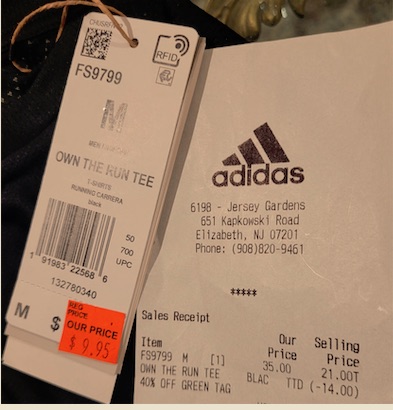 FS9799
RFID
OWN THE RUN TEE
T-SHIRTS
RUNNING CARRERA
black
50
700
UPC
1 91983 22568 6
132780340
M $
REG
PRICE
OUR PRICE
$ 9.95
adidas
6198 - Jersey Gardens
651 Kapkowski Road
Elizabeth, NJ 07201
Phone: (908)820-9461
*****
Sales Receipt
Item Our Price Selling Price
FS9799 M [1] 35.00 21.00T
OWN THE RUN TEE BLAC TTD (-14.00)
40% OFF GREEN TAG